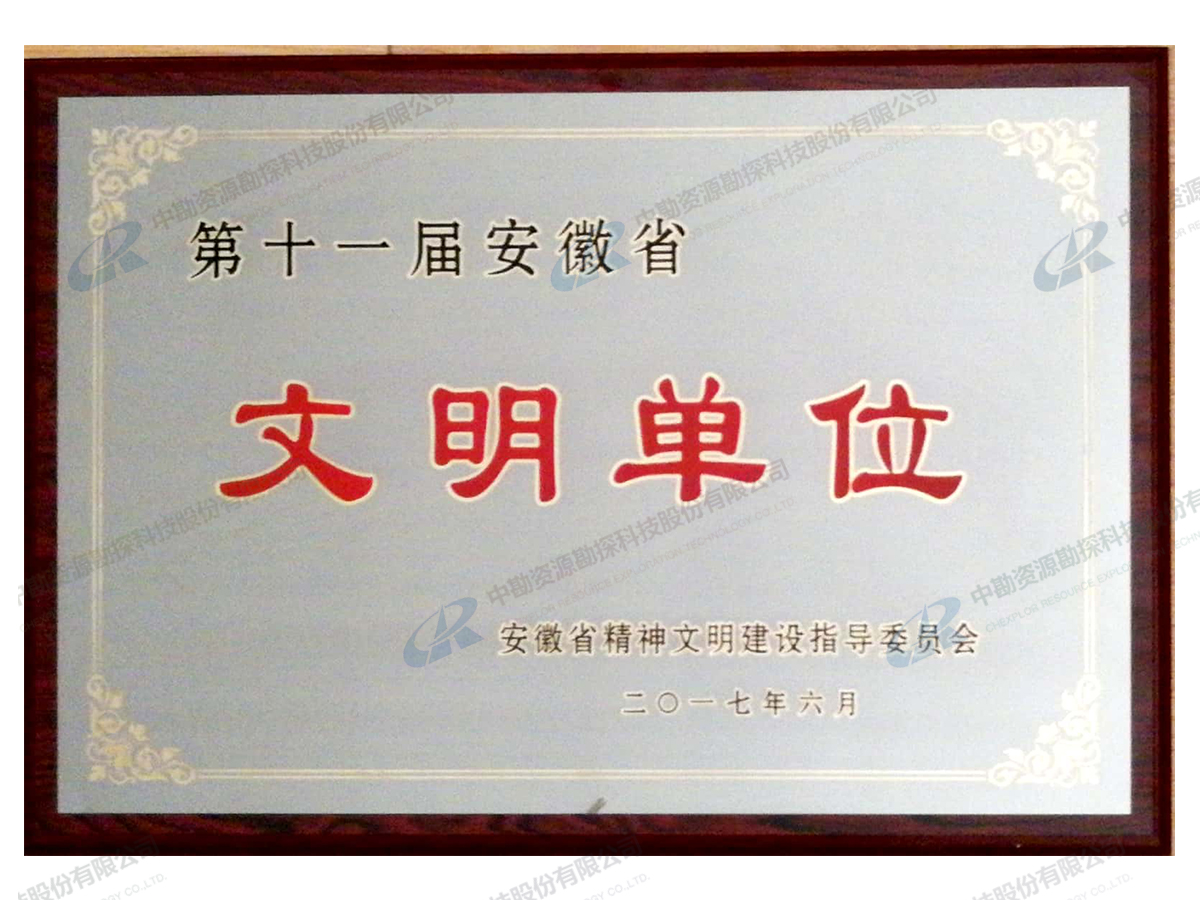 第十一届安徽省
文明单位
安徽省精神文明建设指导委员会
二〇一七年六月
中勘资源勘探科技股份有限公司